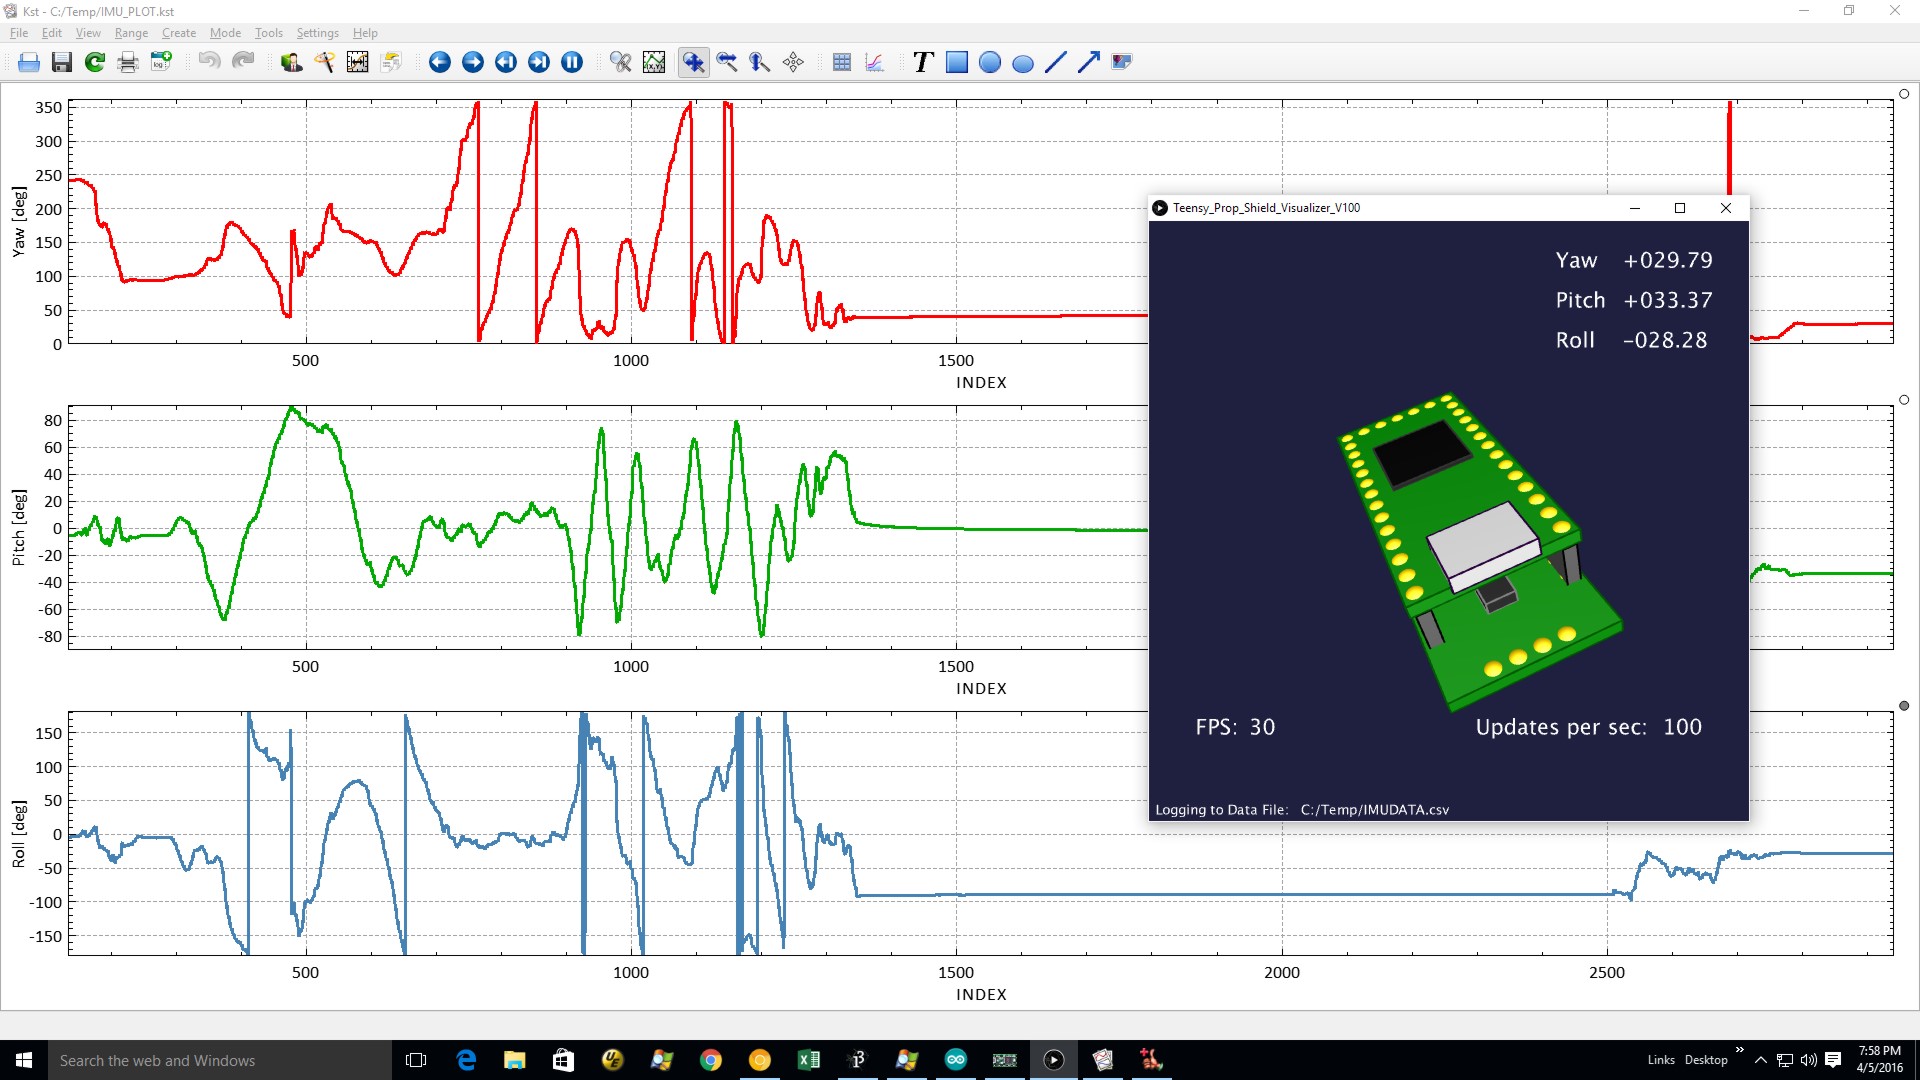 Kst - C:/Temp/IMU_PLOT.kst
File Edit View Range Create Mode Tools Settings Help
T
350
300
250
200
150
100
50
0
Yaw [deg]
500 1000 1500
INDEX
80
60
40
20
0
-20
-40
-60
-80
Pitch [deg]
500 1000 1500
INDEX
150
100
50
0
-50
-100
-150
Roll [deg]
500 1000 1500 2000 2500
INDEX
Teensy_Prop_Shield_Visualizer_V100
Yaw +029.79
Pitch +033.37
Roll -028.28
FPS: 30 Updates per sec: 100
Logging to Data File: C:/Temp/IMUDATA.csv
Search the web and Windows
Links Desktop
7:58 PM
4/5/2016